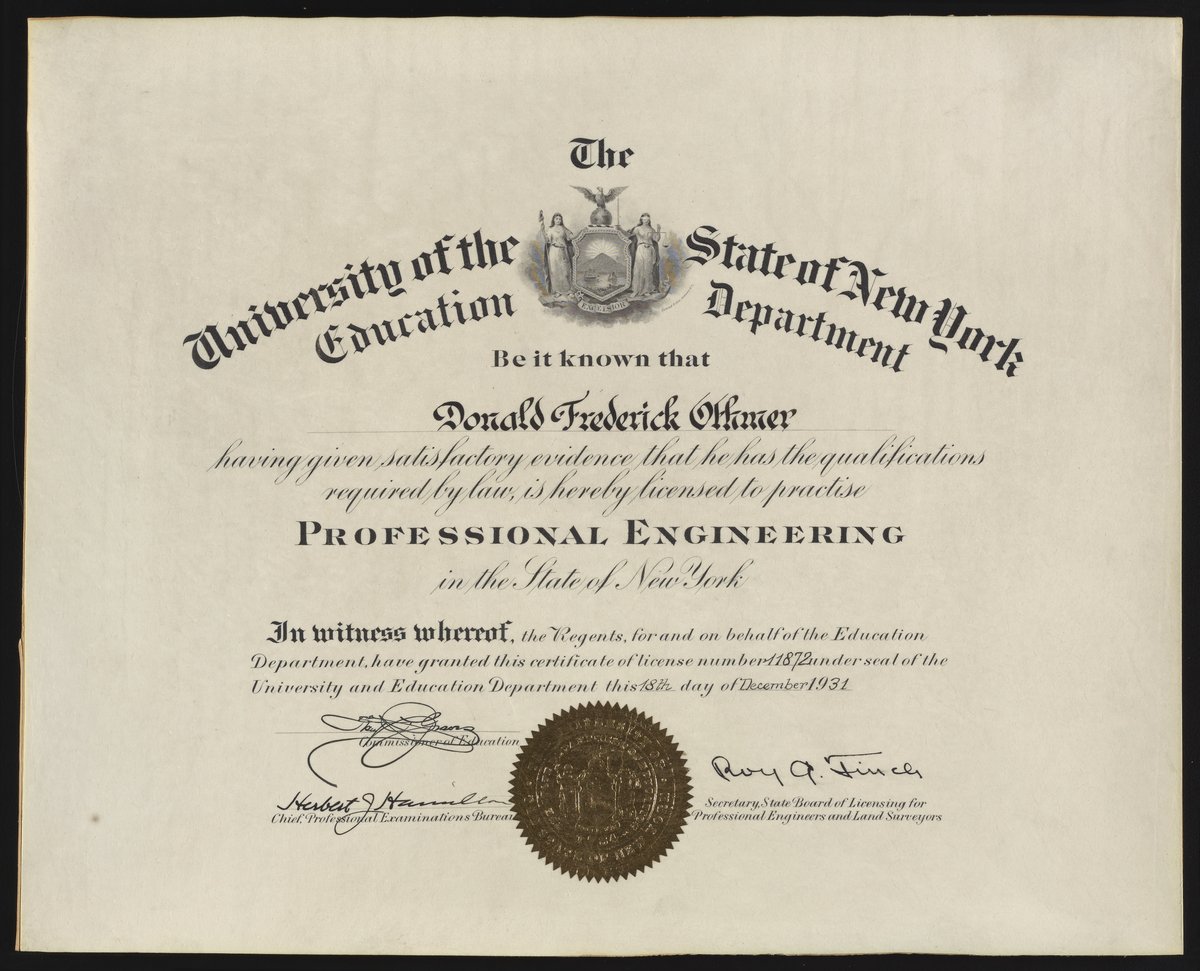 The
University of the State of New York
Education Department
EXCELSIOR
Be it known that
Donald Frederick Othmer
having given satisfactory evidence that he has the qualifications
required by law, is hereby licensed to practise
PROFESSIONAL ENGINEERING
in the State of New York
In witness whereof, the Regents, for and on behalf of the Education
Department, have granted this certificate of license number 11872 under seal of the
University and Education Department this 18th day of December 1931
Commissioner of Education
Herbert J Hamilton
Chief, Professional Examinations Bureau
Roy G. Finch
Secretary, State Board of Licensing for
Professional Engineers and Land Surveyors